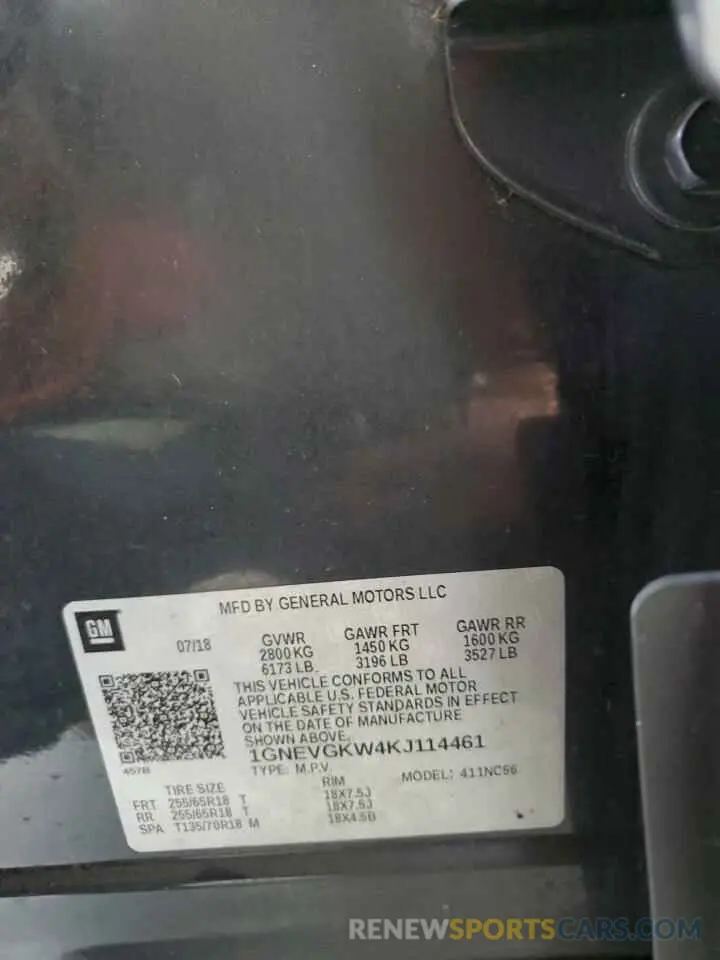 MFD BY GENERAL MOTORS LLC
GM
07/18 GVWR GAWR FRT GAWR RR
2800 KG 1450 KG 1600 KG
6173 LB 3196 LB 3527 LB
THIS VEHICLE CONFORMS TO ALL
APPLICABLE U.S. FEDERAL MOTOR
VEHICLE SAFETY STANDARDS IN EFFECT
ON THE DATE OF MANUFACTURE
SHOWN ABOVE.
1GNEVGKW4KJ114461
4578
TYPE: M.P.V. MODEL: 411NC56
TIRE SIZE RIM
FRT 255/65R18 T 18X7.5J
RR 255/65R18 T 18X7.5J
SPA T135/70R18 M 18X4.5B
RENEWSPORTSCARS.COM